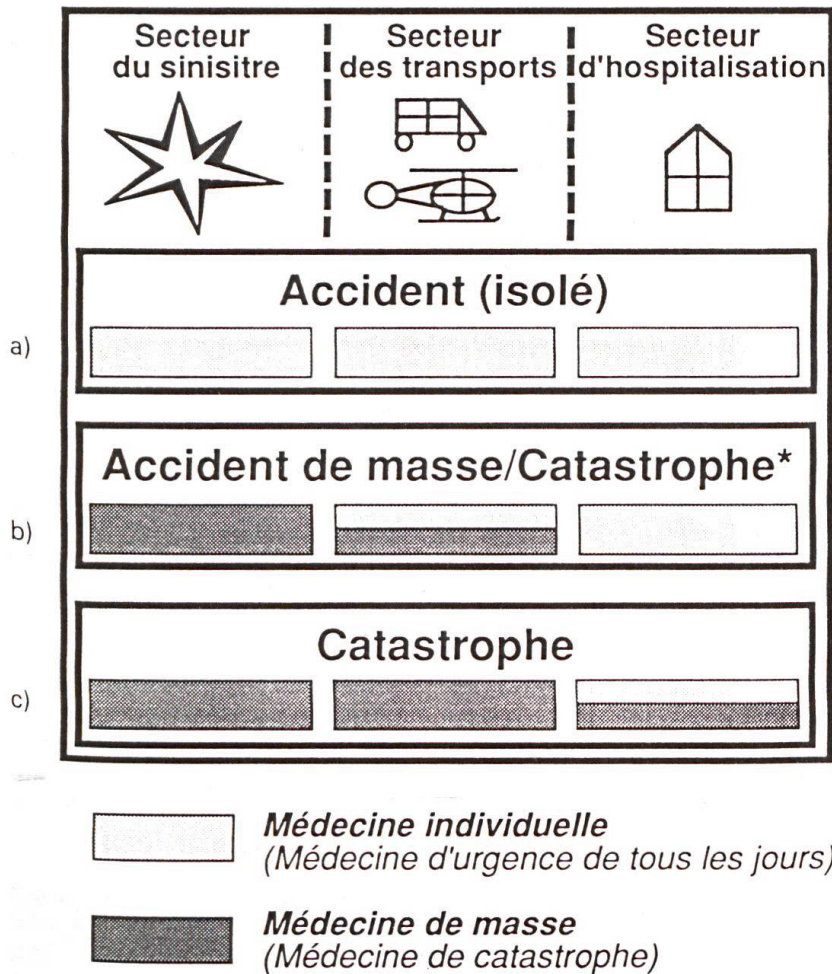 Secteur
du sinisitre
Secteur
des transports
Secteur
d'hospitalisation
Accident (isolé)
a)
Accident de masse/Catastrophe*
b)
Catastrophe
c)
Médecine individuelle
(Médecine d'urgence de tous les jours)
Médecine de masse
(Médecine de catastrophe)